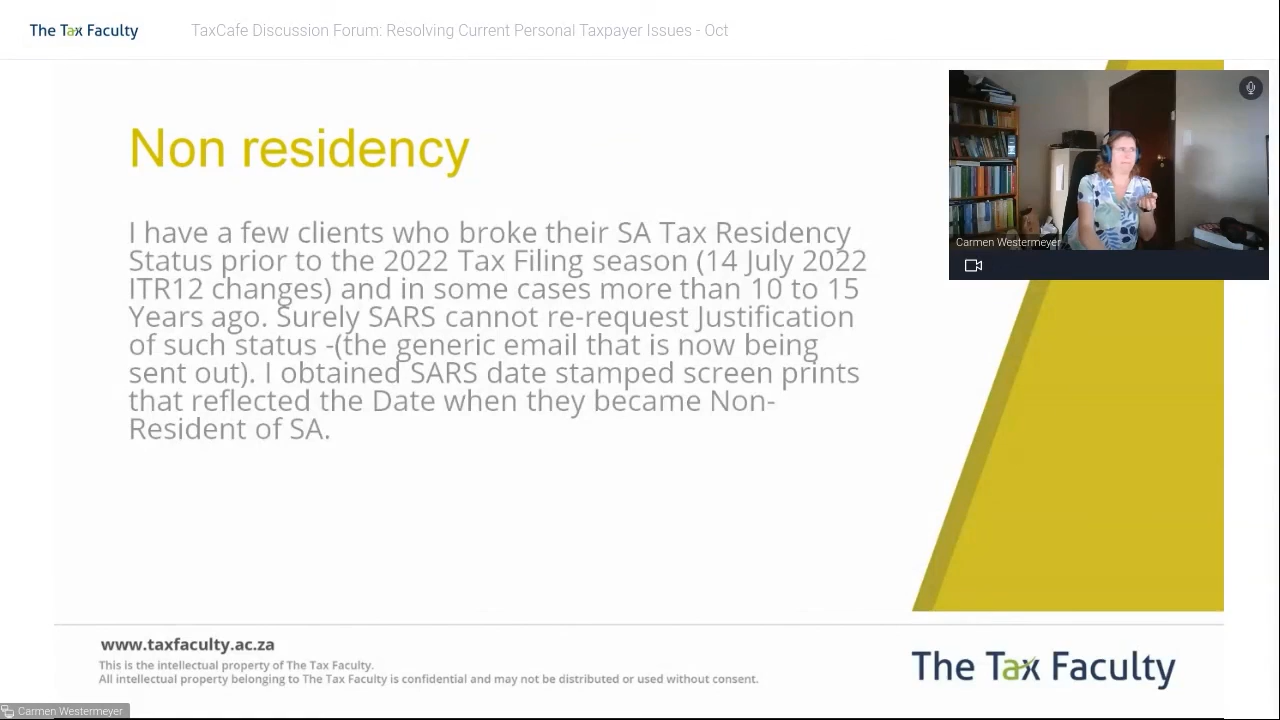 The Tax Faculty
TaxCafe Discussion Forum: Resolving Current Personal Taxpayer Issues - Oct
Non residency
I have a few clients who broke their SA Tax Residency
Status prior to the 2022 Tax Filing season (14 July 2022
ITR12 changes) and in some cases more than 10 to 15
Years ago. Surely SARS cannot re-request Justification
of such status -(the generic email that is now being
sent out). I obtained SARS date stamped screen prints
that reflected the Date when they became Non-
Resident of SA.
Carmen Westermeyer
www.taxfaculty.ac.za
This is the intellectual property of The Tax Faculty.
All intellectual property belonging to The Tax Faculty is confidential and may not be distributed or used without consent.
The Tax Faculty
Carmen Westermeyer